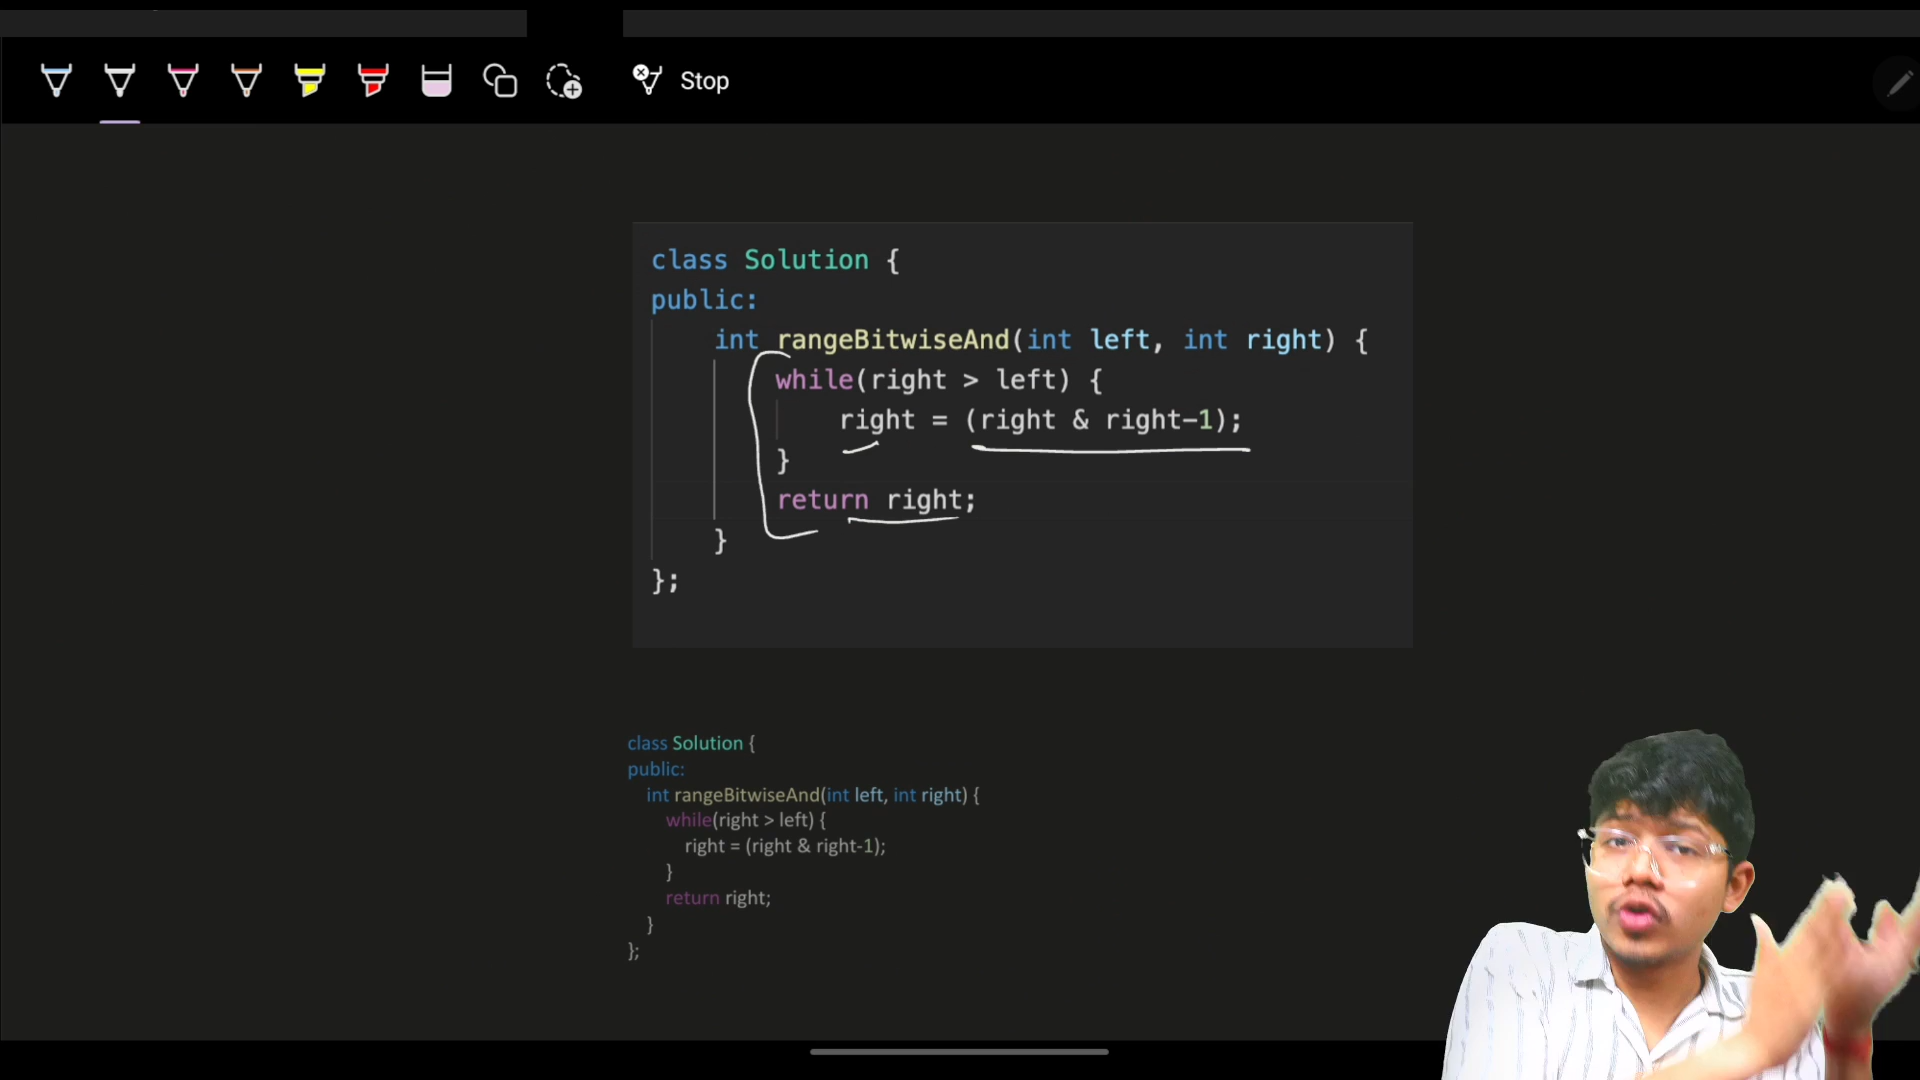 Stop
class Solution {
public:
int rangeBitwiseAnd(int left, int right) {
while(right > left) {
right = (right & right-1);
}
return right;
}
};
class Solution {
public:
int rangeBitwiseAnd(int left, int right) {
while(right > left) {
right = (right & right-1);
}
return right;
}
};